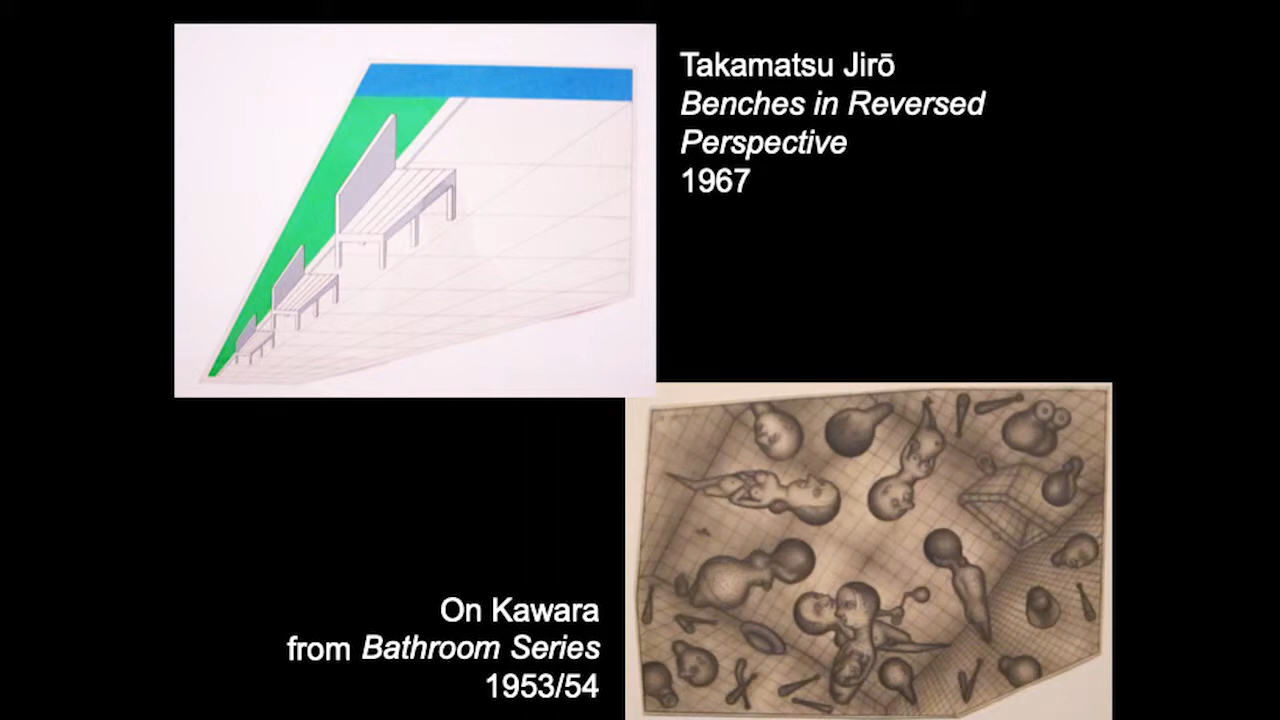 Takamatsu Jirō
Benches in Reversed
Perspective
1967
On Kawara
from Bathroom Series
1953/54